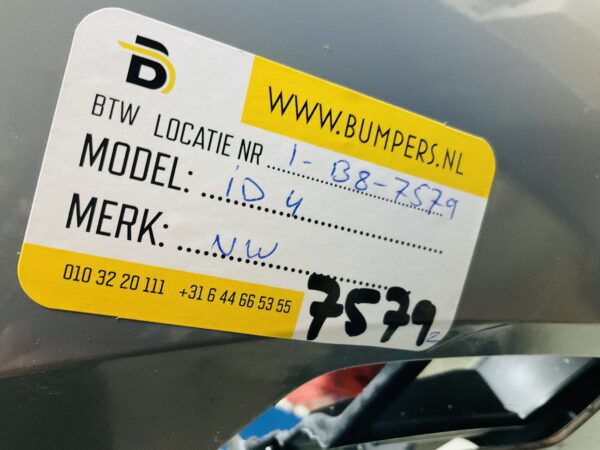 B
WWW.BUMPERS.NL
BTW LOCATIE NR 1-B8-7579
MODEL: iD 4
MERK: NW
010 32 20 111 +31 6 44 66 53 55
7579